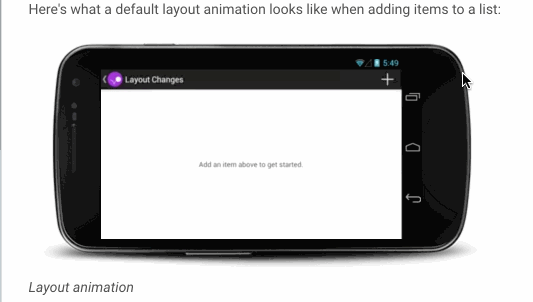 Here's what a default layout animation looks like when adding items to a list:
5:49
Layout Changes
Add an item above to get started.
Layout animation